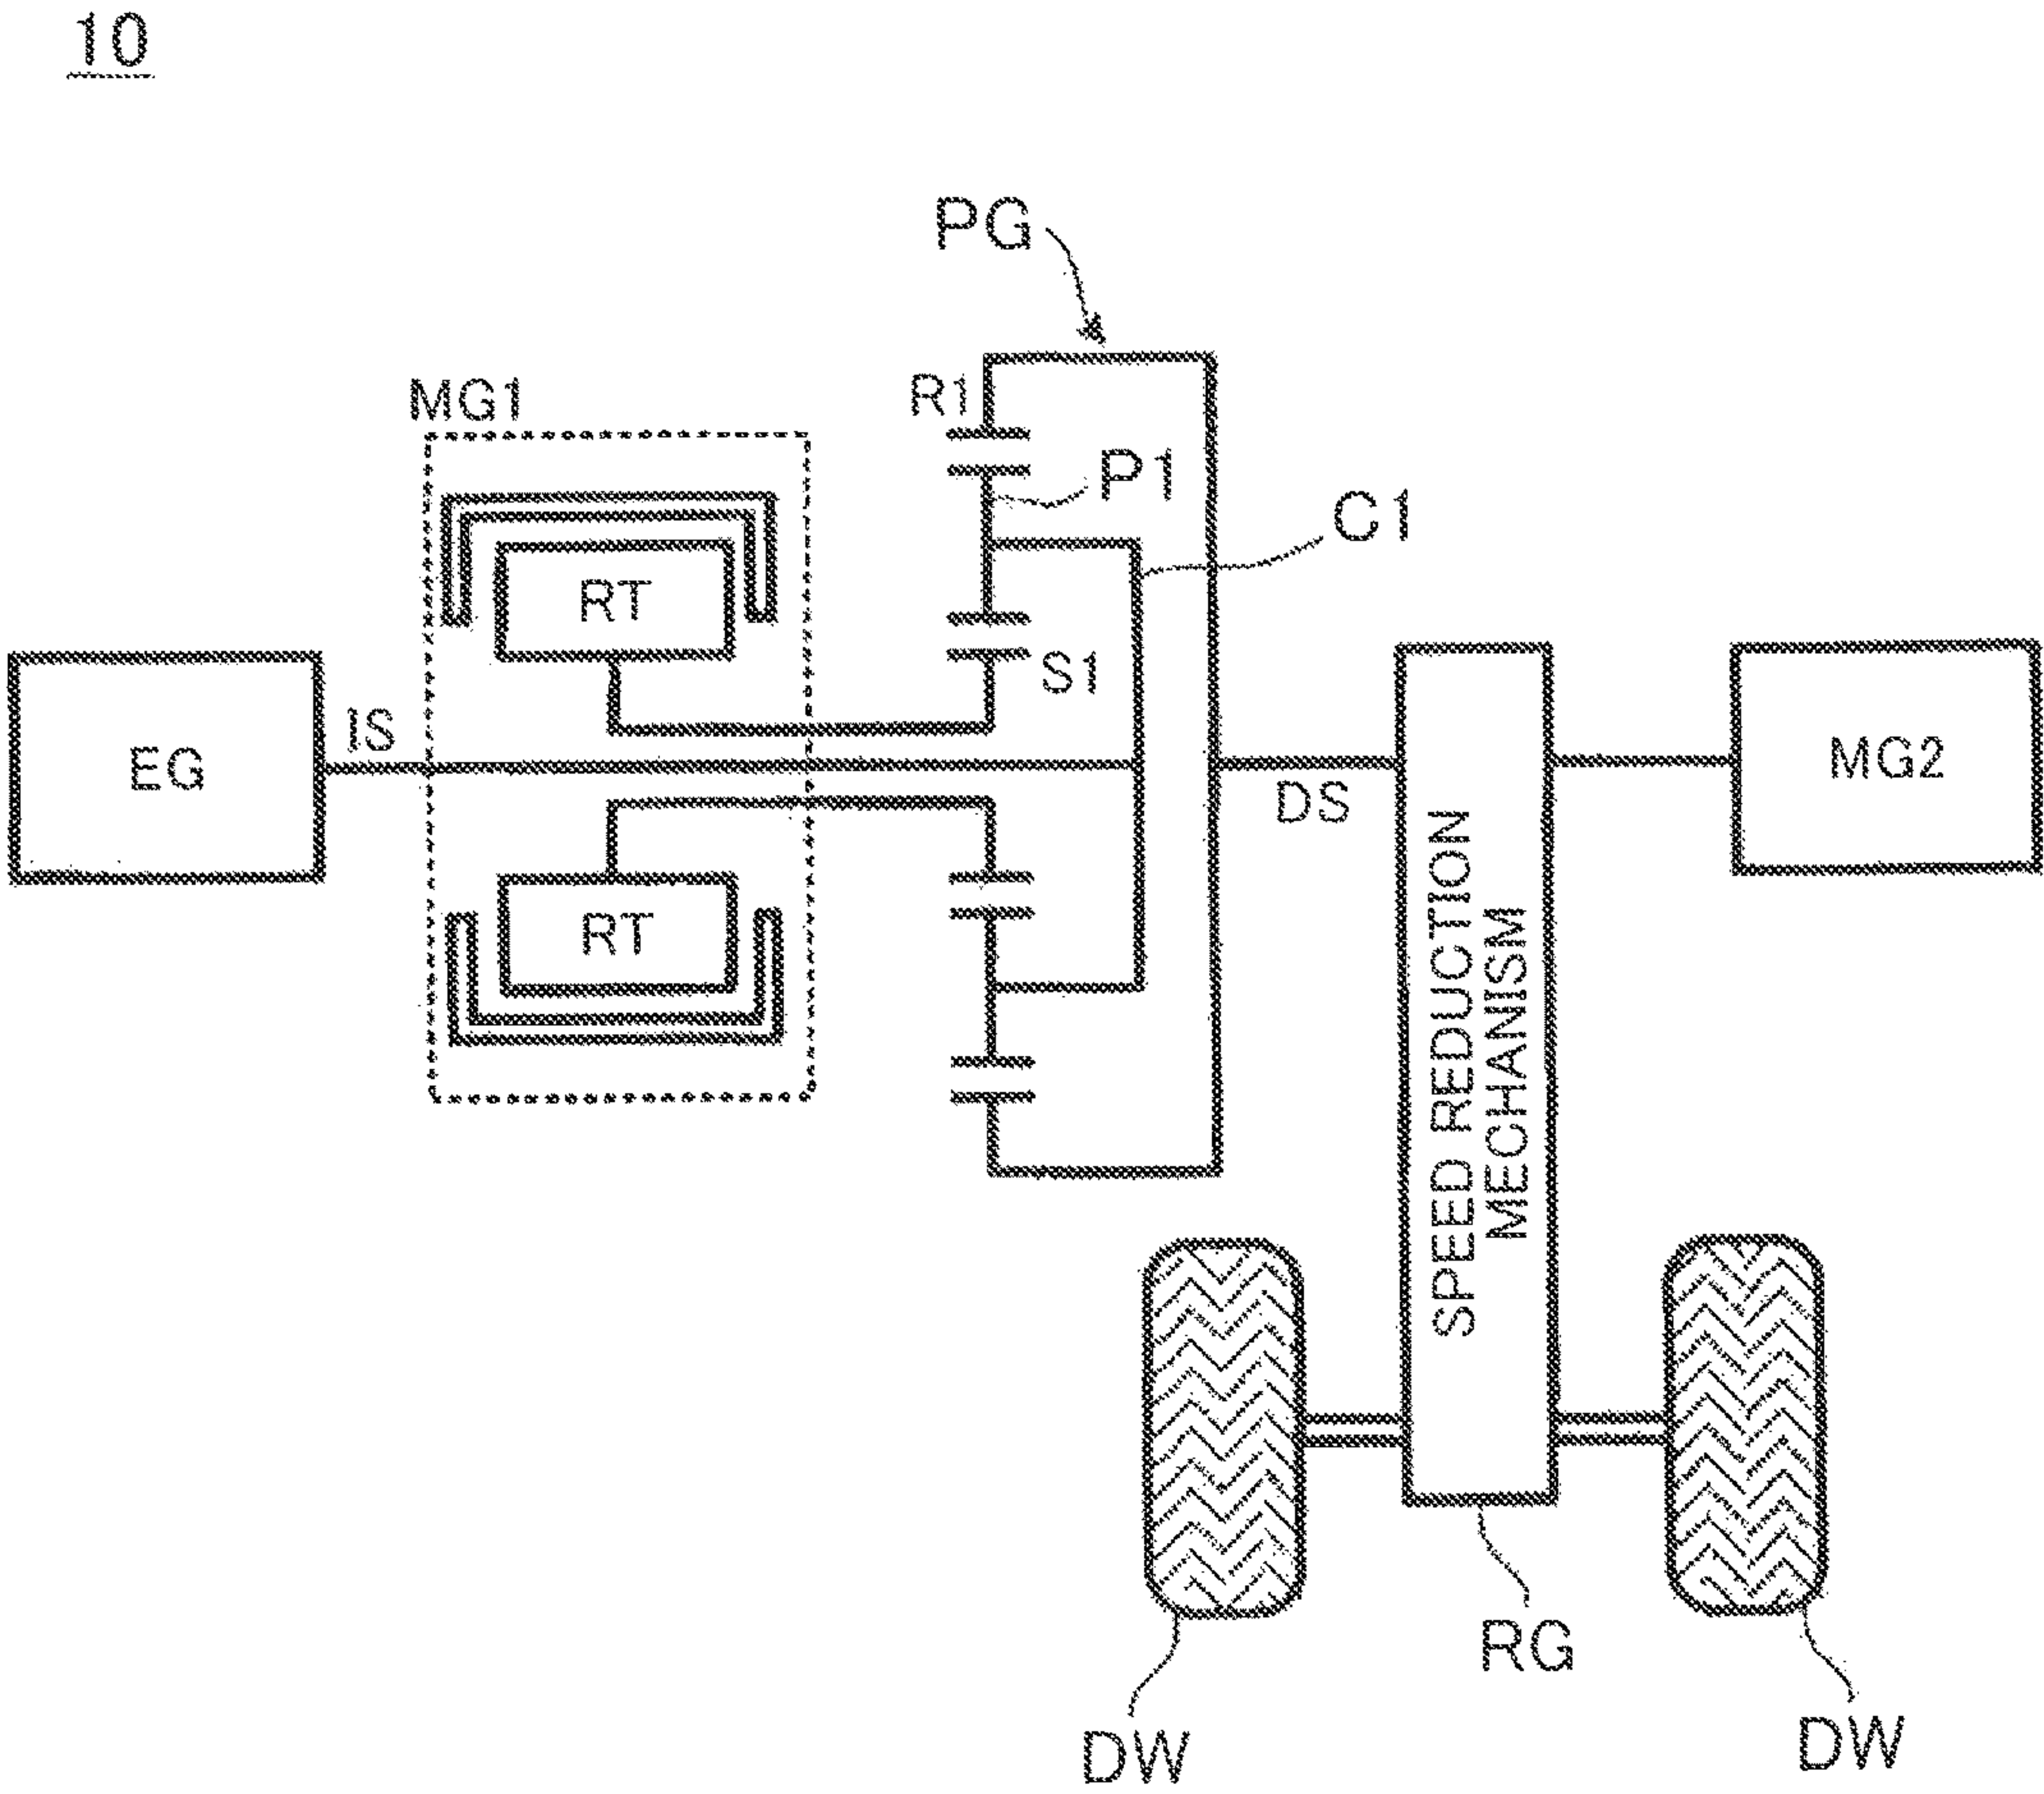 10
PG
MG1
R1
P1
C1
RT
S1
IS
EG
MG2
DS
RT
SPEED REDUCTION
MECHANISM
RG
DW
DW